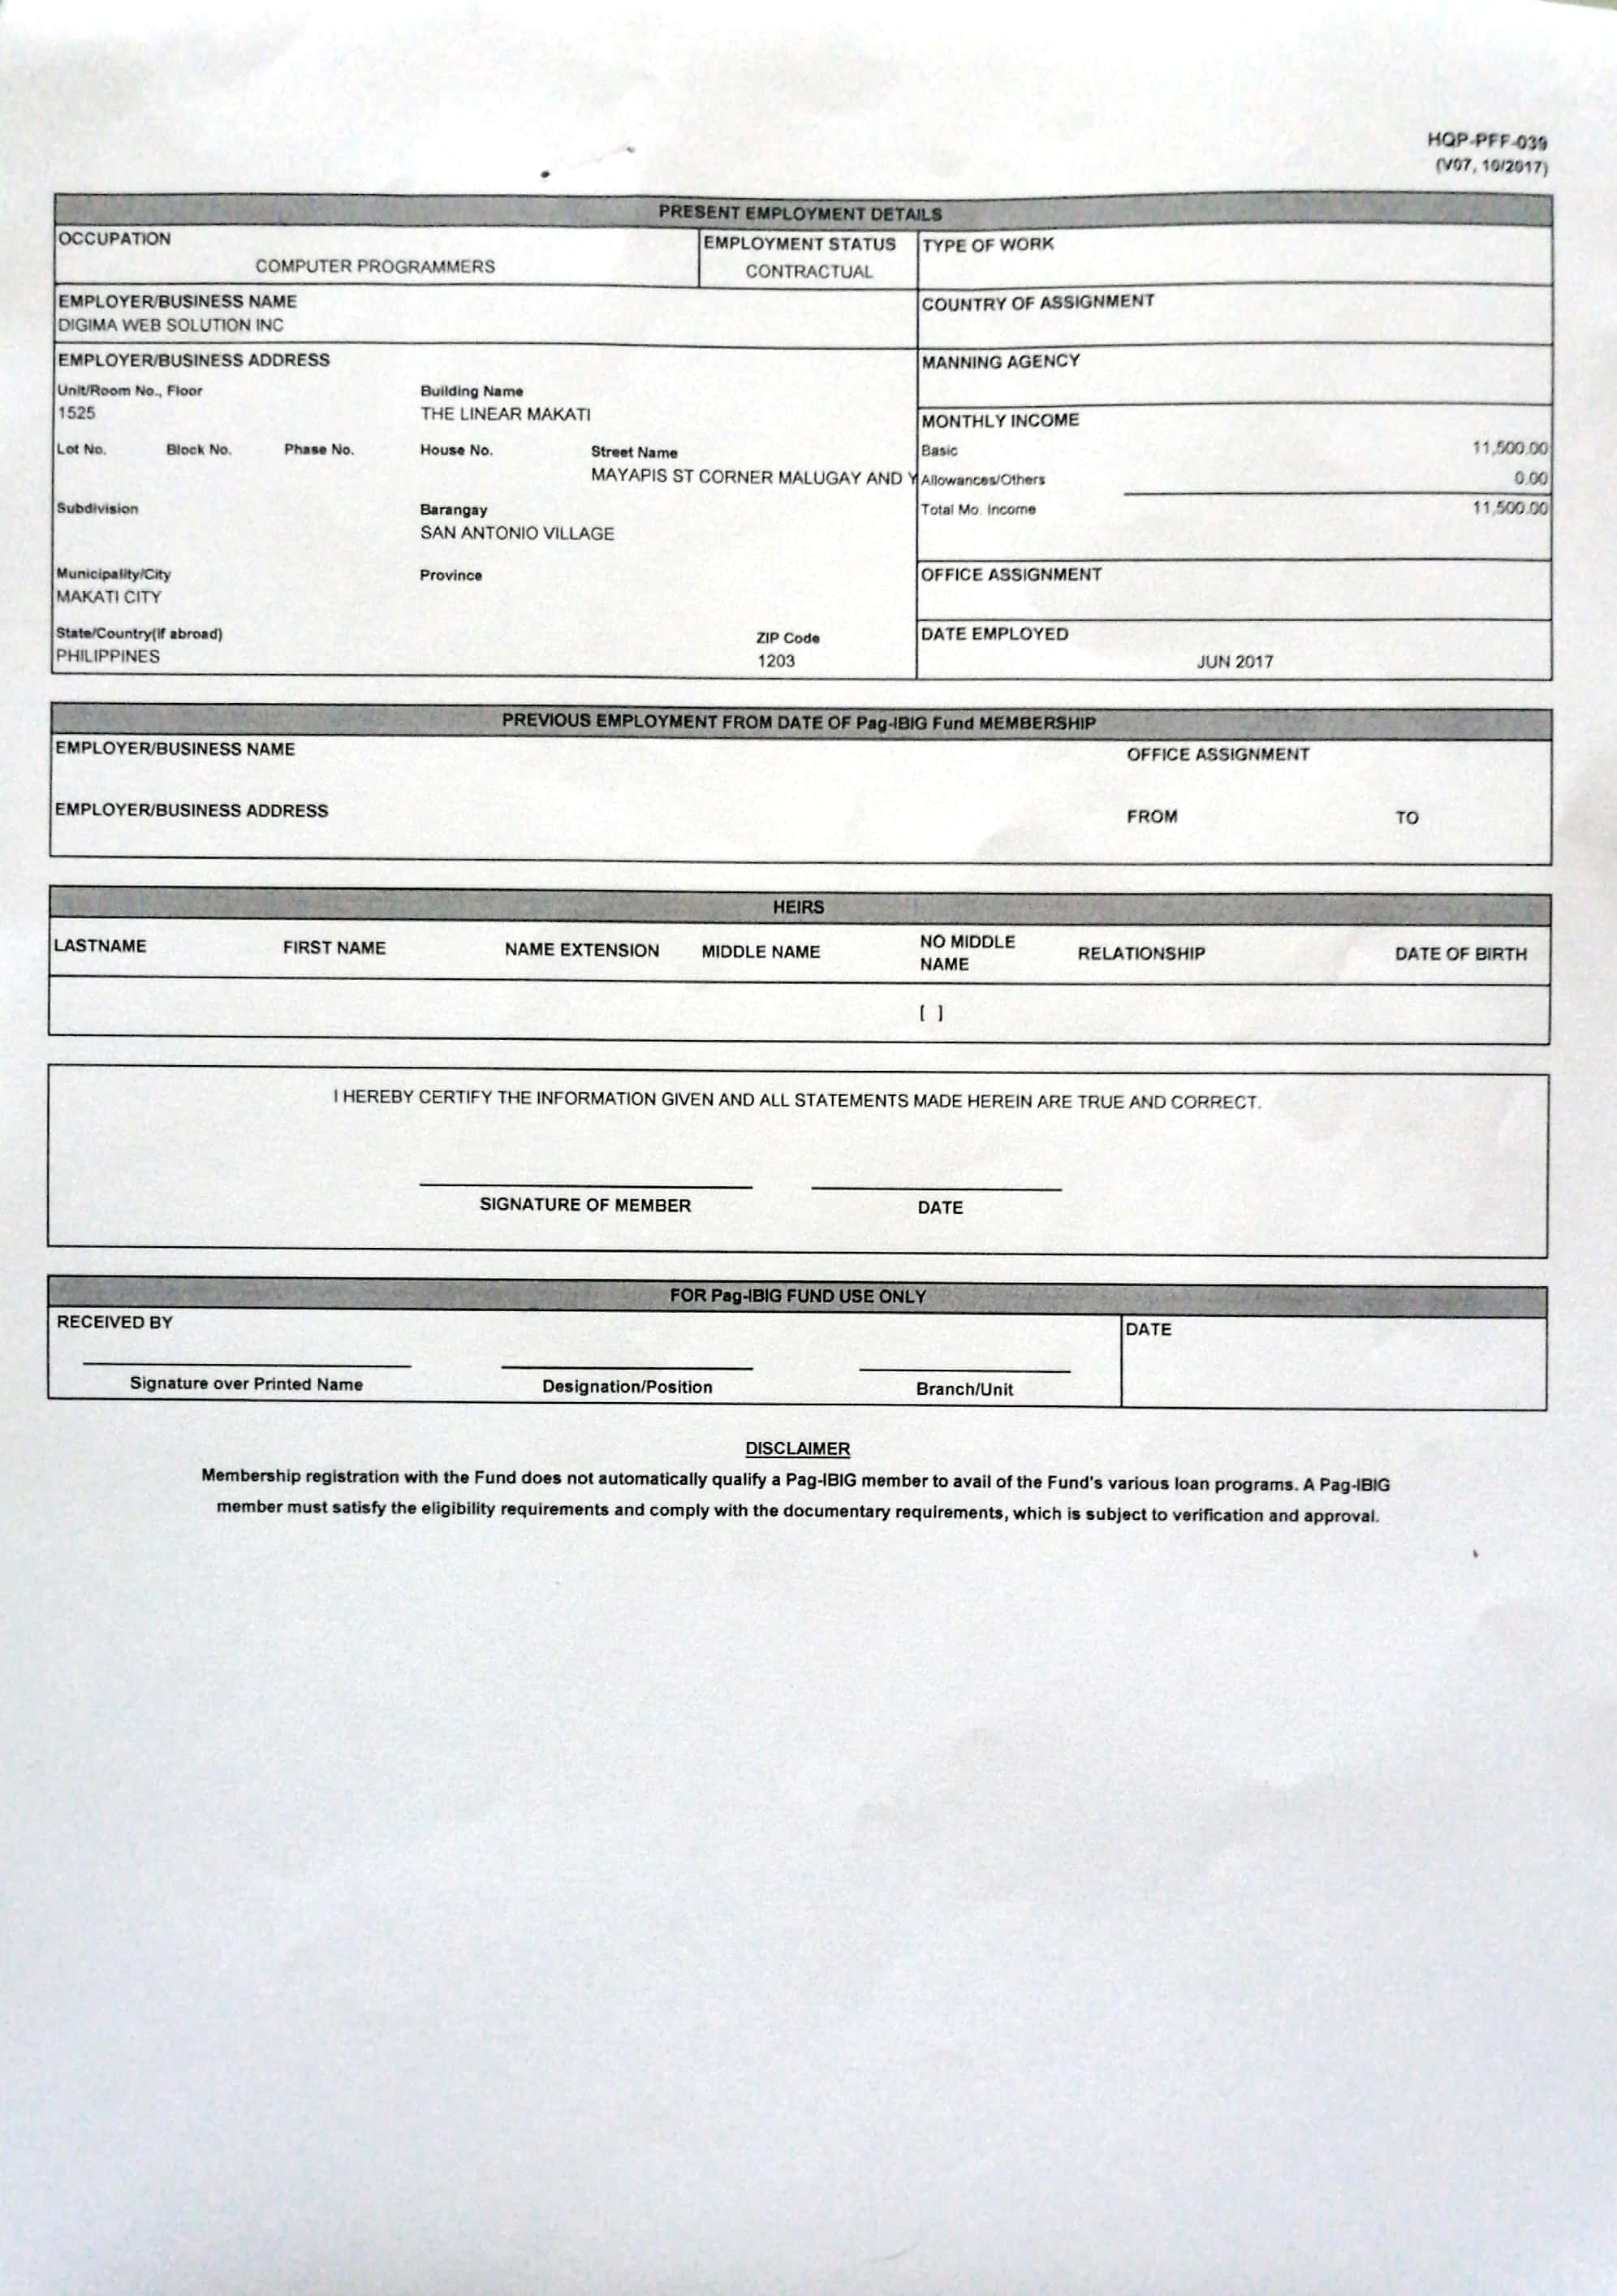 HQP-PFF-039
(V07, 10/2017)
PRESENT EMPLOYMENT DETAILS
OCCUPATION
COMPUTER PROGRAMMERS
EMPLOYMENT STATUS
CONTRACTUAL
TYPE OF WORK
EMPLOYER/BUSINESS NAME
DIGIMA WEB SOLUTION INC
COUNTRY OF ASSIGNMENT
EMPLOYER/BUSINESS ADDRESS
MANNING AGENCY
Unit/Room No., Floor
1525
Building Name
THE LINEAR MAKATI
MONTHLY INCOME
Lot No. Block No. Phase No. House No. Street Name
MAYAPIS ST CORNER MALUGAY AND Y
Basic 11,500.00
Allowances/Others 0.00
Total Mo. Income 11,500.00
Subdivision
Barangay
SAN ANTONIO VILLAGE
Municipality/City
MAKATI CITY
Province
OFFICE ASSIGNMENT
State/Country(if abroad)
PHILIPPINES
ZIP Code
1203
DATE EMPLOYED
JUN 2017
PREVIOUS EMPLOYMENT FROM DATE OF Pag-IBIG Fund MEMBERSHIP
EMPLOYER/BUSINESS NAME OFFICE ASSIGNMENT
EMPLOYER/BUSINESS ADDRESS FROM TO
HEIRS
LASTNAME FIRST NAME NAME EXTENSION MIDDLE NAME NO MIDDLE NAME RELATIONSHIP DATE OF BIRTH
[ ]
I HEREBY CERTIFY THE INFORMATION GIVEN AND ALL STATEMENTS MADE HEREIN ARE TRUE AND CORRECT.
SIGNATURE OF MEMBER DATE
FOR Pag-IBIG FUND USE ONLY
RECEIVED BY DATE
Signature over Printed Name Designation/Position Branch/Unit
DISCLAIMER
Membership registration with the Fund does not automatically qualify a Pag-IBIG member to avail of the Fund's various loan programs. A Pag-IBIG
member must satisfy the eligibility requirements and comply with the documentary requirements, which is subject to verification and approval.